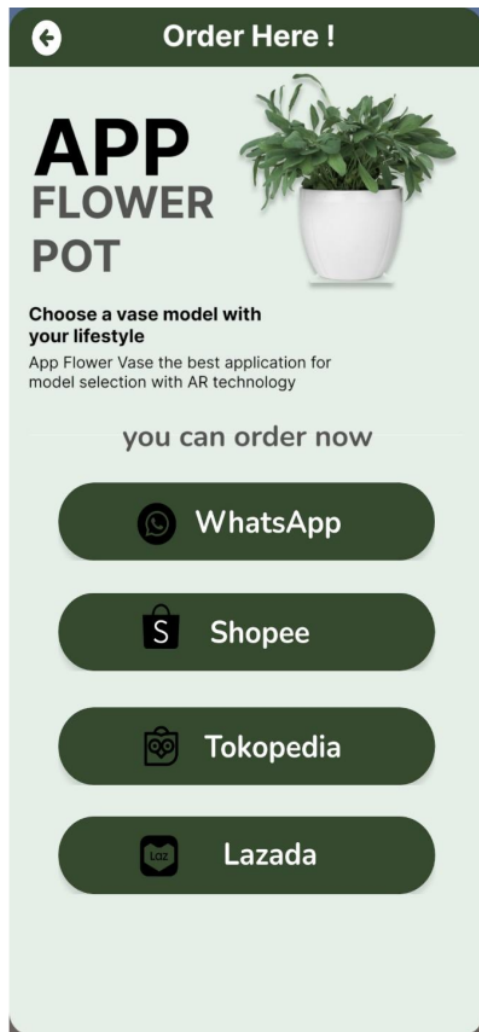 Order Here !
APP
FLOWER
POT
Choose a vase model with
your lifestyle
App Flower Vase the best application for
model selection with AR technology
you can order now
WhatsApp
S Shopee
Tokopedia
Laz Lazada